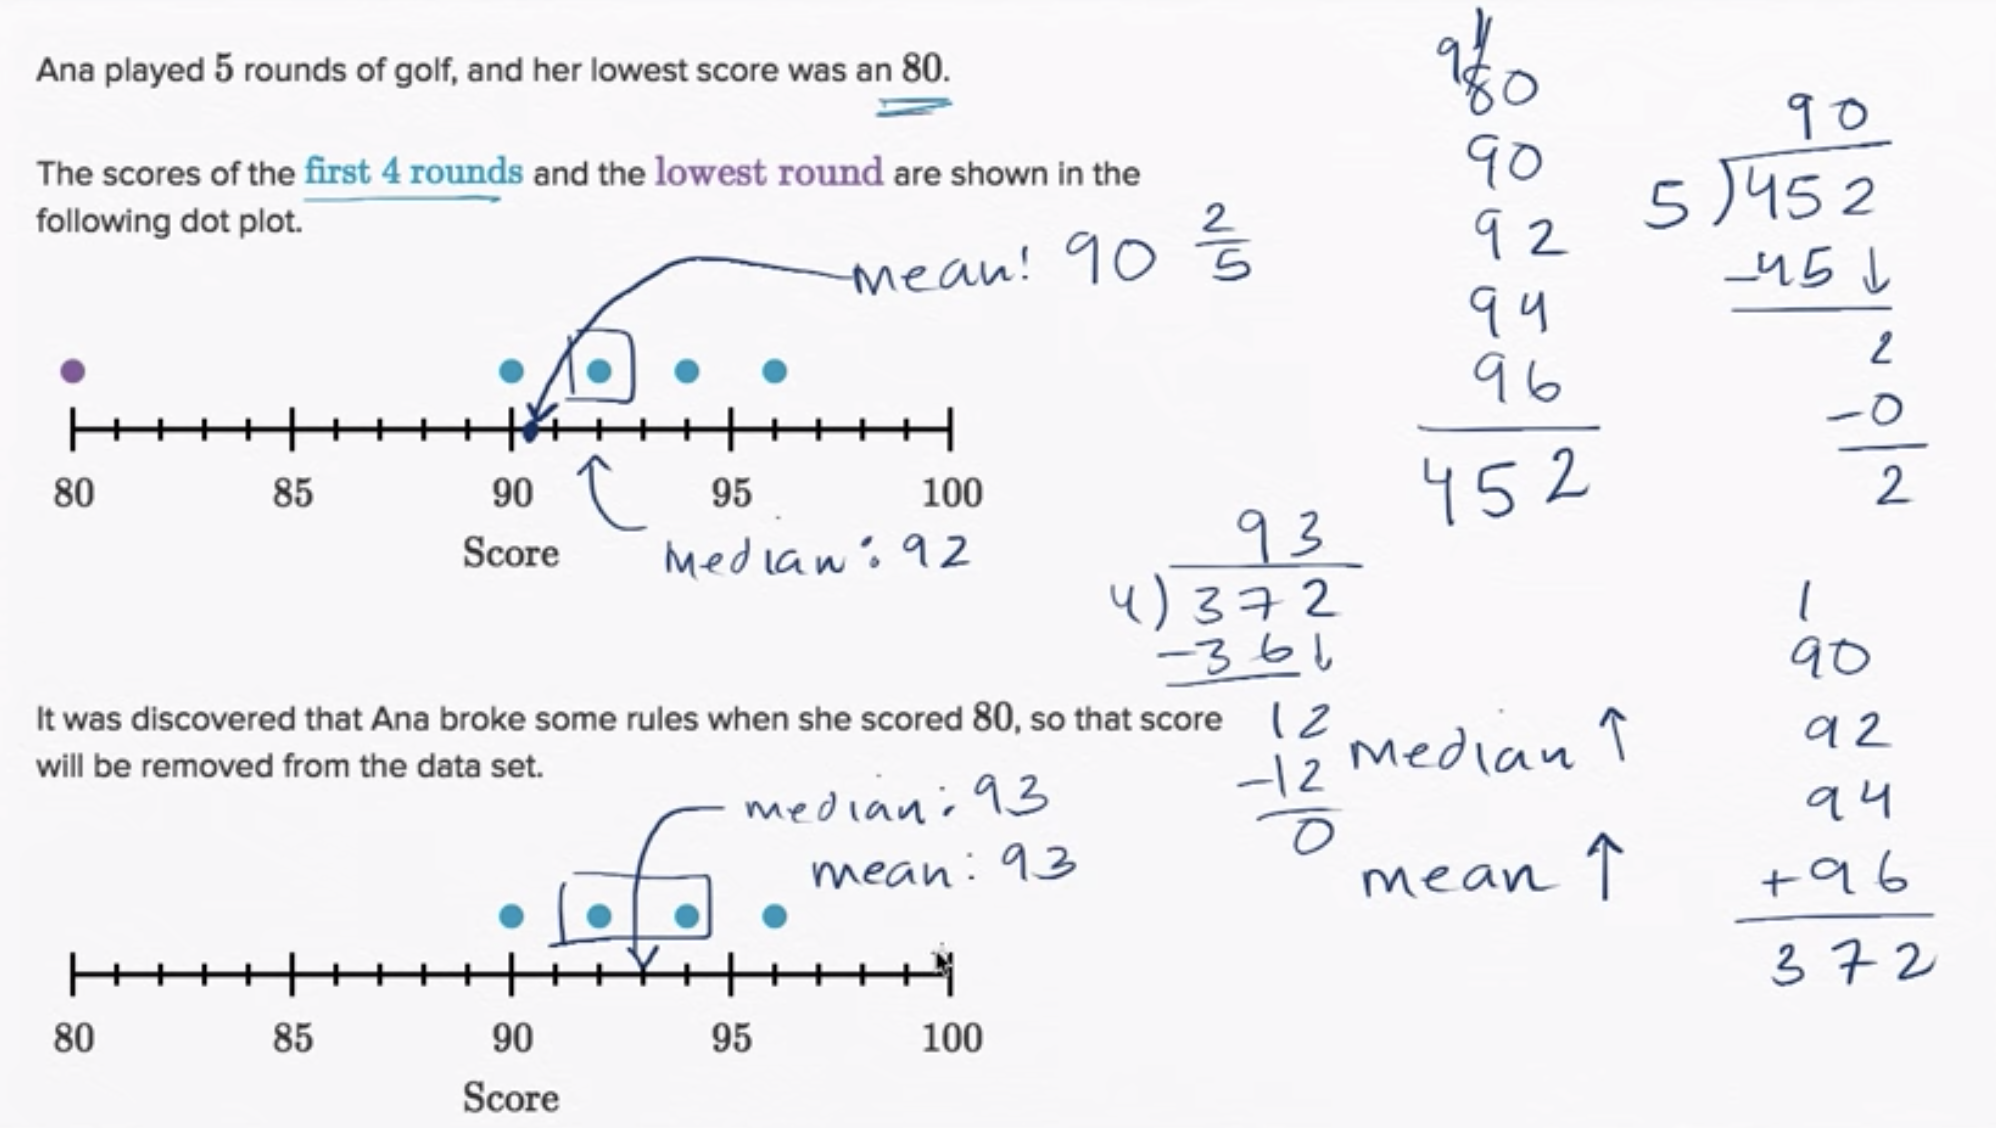 Ana played 5 rounds of golf, and her lowest score was an 80.
The scores of the first 4 rounds and the lowest round are shown in the
following dot plot.
mean! 90 2/5
80 85 90 95 100
Score
Median: 92
It was discovered that Ana broke some rules when she scored 80, so that score
will be removed from the data set.
median: 93
mean: 93
80 85 90 95 100
Score
80
90
92
94
96
452
90
5)452
-45↓
2
-0
2
93
4)372
-36↓
12
-12
0
Median ↑
mean ↑
1
90
92
94
+96
372